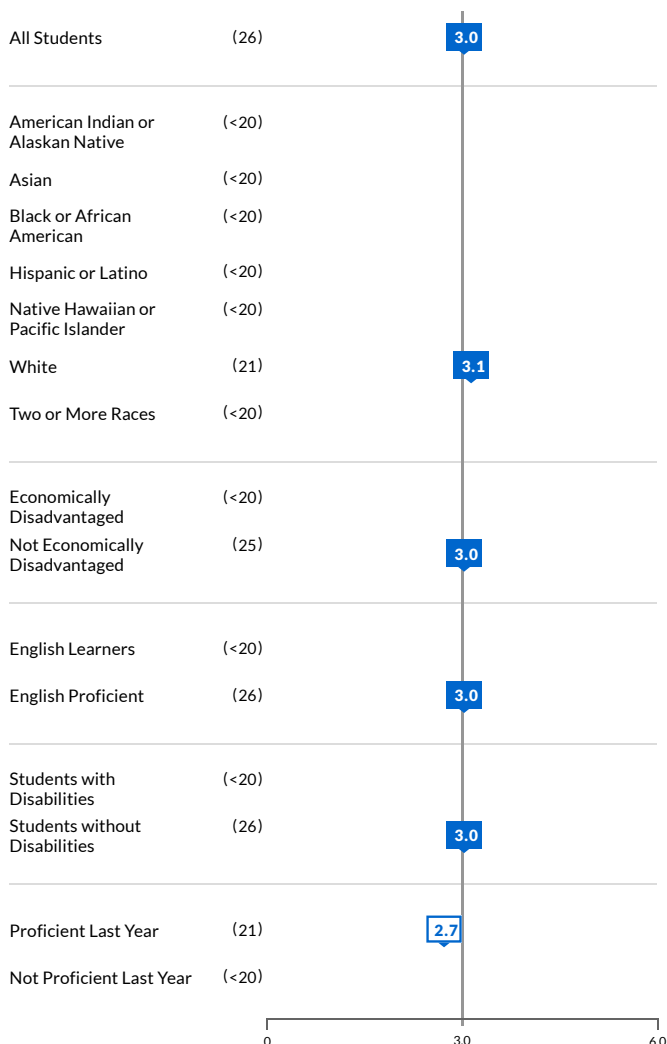 All Students (26) 3.0
American Indian or (<20)
Alaskan Native
Asian (<20)
Black or African (<20)
American
Hispanic or Latino (<20)
Native Hawaiian or (<20)
Pacific Islander
White (21) 3.1
Two or More Races (<20)
Economically (<20)
Disadvantaged
Not Economically (25) 3.0
Disadvantaged
English Learners (<20)
English Proficient (26) 3.0
Students with (<20)
Disabilities
Students without (26) 3.0
Disabilities
Proficient Last Year (21) 2.7
Not Proficient Last Year (<20)
0 3.0 6.0